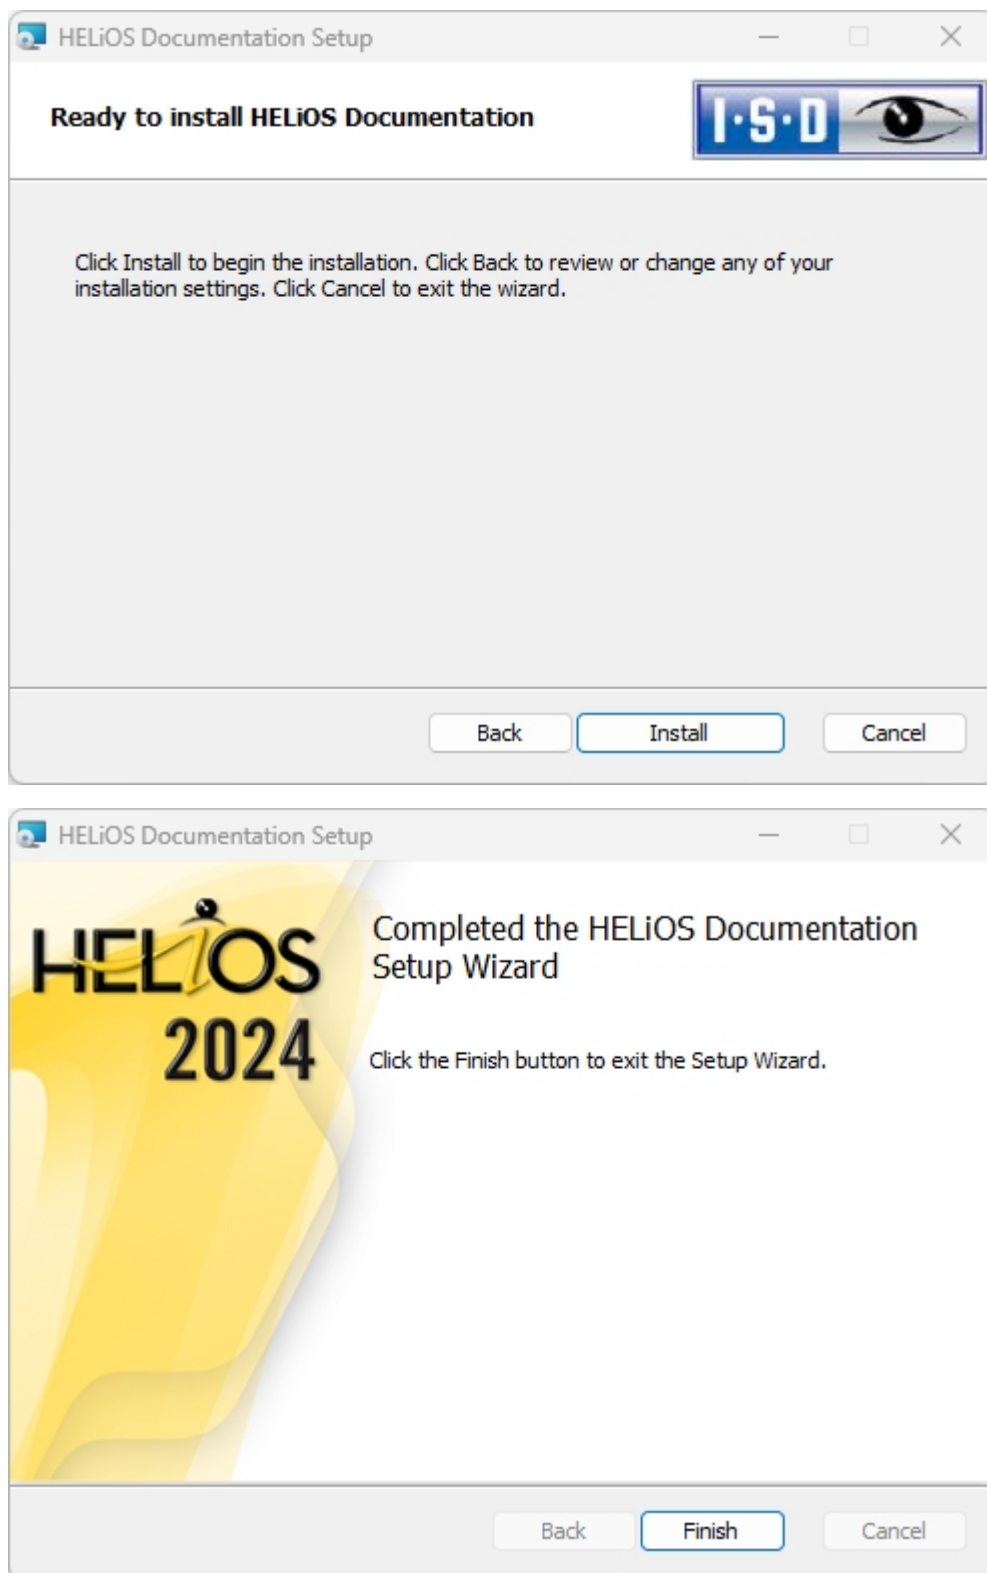 HELiOS Documentation Setup
Ready to install HELiOS Documentation
I·S·D
Click Install to begin the installation. Click Back to review or change any of your
installation settings. Click Cancel to exit the wizard.
Back
Install
Cancel
HELiOS Documentation Setup
HELiOS
2024
Completed the HELiOS Documentation
Setup Wizard
Click the Finish button to exit the Setup Wizard.
Back
Finish
Cancel